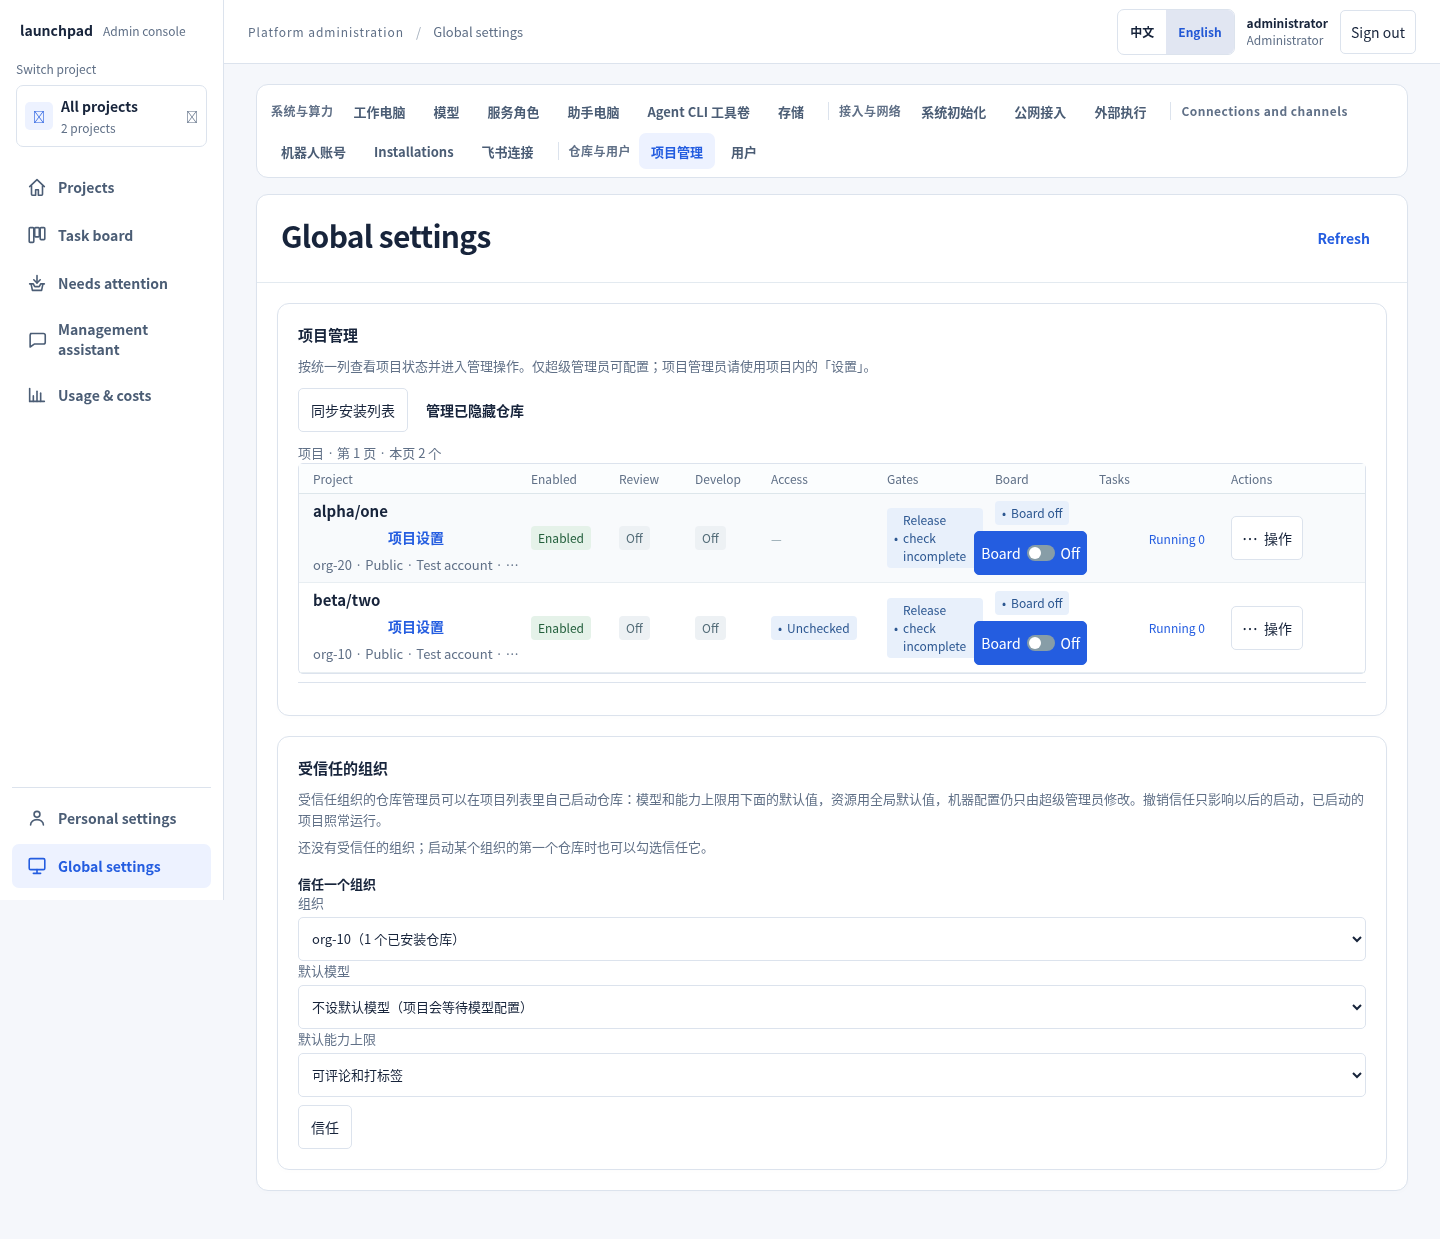 launchpad Admin console
Switch project
All projects
2 projects
Projects
Task board
Needs attention
Management
assistant
Usage & costs
Personal settings
Global settings
Platform administration / Global settings
中文 English
administrator
Administrator
Sign out
系统与算力 工作电脑 模型 服务角色 助手电脑 Agent CLI 工具卷 存储 接入与网络 系统初始化 公网接入 外部执行 Connections and channels
机器人账号 Installations 飞书连接 仓库与用户 项目管理 用户
Global settings
Refresh
项目管理
按统一列查看项目状态并进入管理操作。仅超级管理员可配置；项目管理员请使用项目内的「设置」。
同步安装列表 管理已隐藏仓库
项目 · 第 1 页 · 本页 2 个
Project Enabled Review Develop Access Gates Board Tasks Actions
alpha/one
项目设置
org-20 · Public · Test account · ···
Enabled Off Off —
• Release
check
incomplete
• Board off
Board Off
Running 0
··· 操作
beta/two
项目设置
org-10 · Public · Test account · ···
Enabled Off Off • Unchecked
• Release
check
incomplete
• Board off
Board Off
Running 0
··· 操作
受信任的组织
受信任组织的仓库管理员可以在项目列表里自己启动仓库：模型和能力上限用下面的默认值，资源用全局默认值，机器配置仍只由超级管理员修改。撤销信任只影响以后的启动，已启动的
项目照常运行。
还没有受信任的组织；启动某个组织的第一个仓库时也可以勾选信任它。
信任一个组织
组织
org-10（1 个已安装仓库）
默认模型
不设默认模型（项目会等待模型配置）
默认能力上限
可评论和打标签
信任